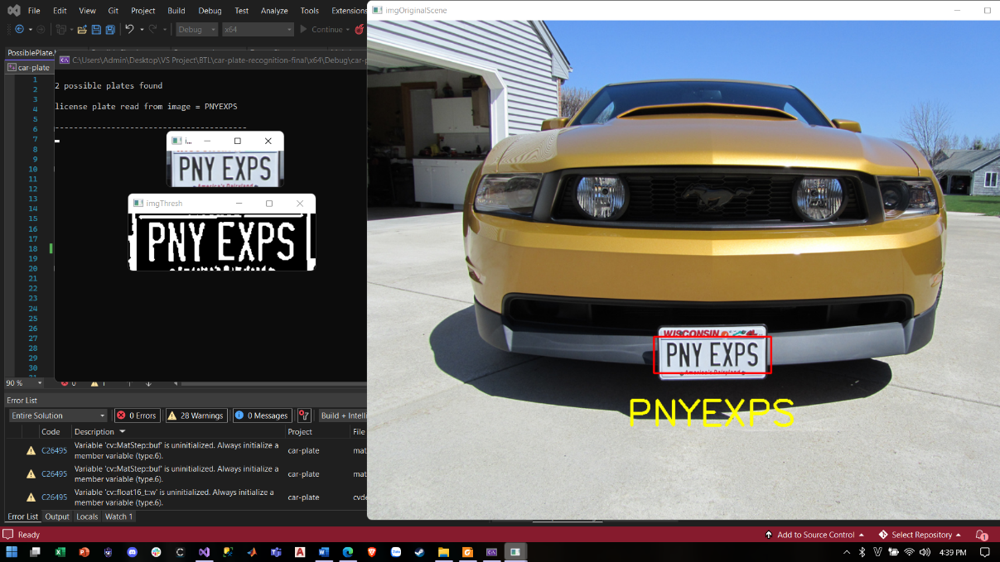 File Edit View Git Project Build Debug Test Analyze Tools Extensions
Debug x64 Continue
PossiblePlate.h
car-plate
C:\Users\Admin\Desktop\VS Project\BTL\car-plate-recognition-final\x64\Debug\car-p
2 possible plates found
license plate read from image = PNYEXPS
----------------------------------------
1
2
3
4
5
6
7
8
9
10
11
12
13
14
15
16
17
18
19
20
21
22
23
24
25
26
27
28
29
30
31
i...
PNY EXPS
America's Dairyland
imgThresh
PNY EXPS
90 %
0
1
Error List
Entire Solution 0 Errors 28 Warnings 0 Messages Build + Intelli
Code Description Project File
C26495 Variable 'cv::MatStep::buf' is uninitialized. Always initialize a car-plate mat
member variable (type.6).
C26495 Variable 'cv::MatStep::buf' is uninitialized. Always initialize a car-plate mat
member variable (type.6).
C26495 Variable 'cv::float16_t::w' is uninitialized. Always initialize a car-plate cvde
member variable (type.6).
Error List Output Locals Watch 1
imgOriginalScene
WISCONSIN
PNY EXPS
America's Dairyland
PNYEXPS
Ready Add to Source Control Select Repository 1
4:39 PM